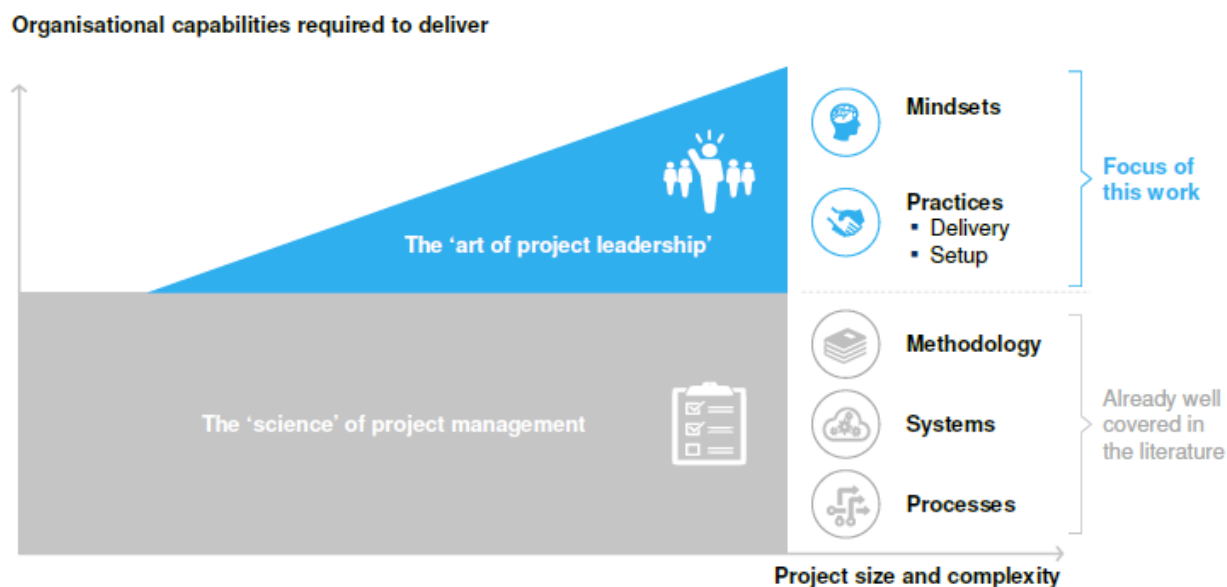 Organisational capabilities required to deliver
Mindsets
Focus of
this work
Practices
▪ Delivery
▪ Setup
The ‘art of project leadership’
Methodology
The ‘science’ of project management
Systems
Already well
covered in
the literature
Processes
Project size and complexity